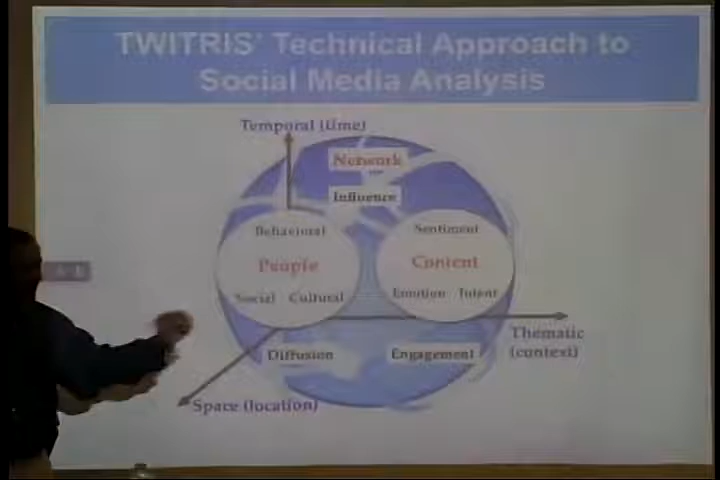 TWITRIS' Technical Approach to
Social Media Analysis
Temporal (time)
Network
Influence
Behavioral
People
Social Cultural
Sentiment
Content
Emotion Intent
Thematic
(context)
Diffusion
Engagement
Space (location)